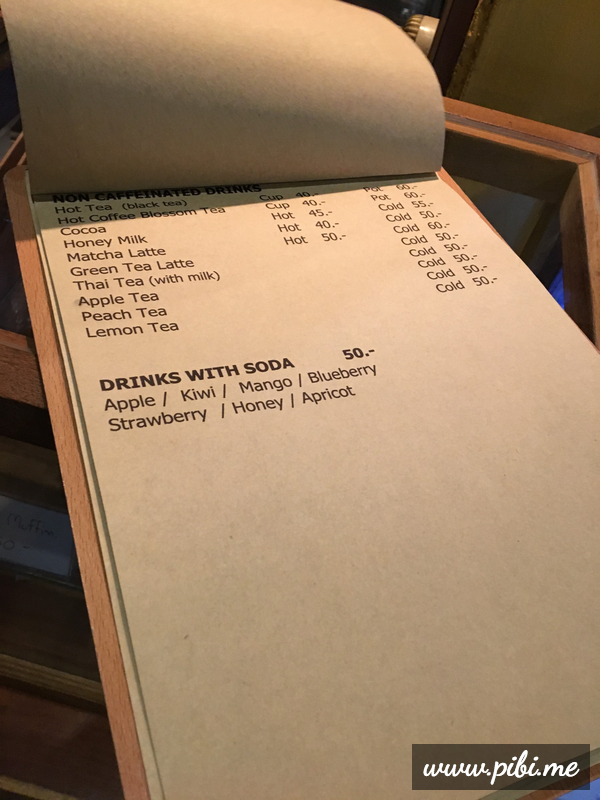 NON CAFFEINATED DRINKS
Hot Tea (black tea) Cup 40.- Pot 60.-
Hot Coffee Blossom Tea Cup 40.- Pot 60.-
Cocoa Hot 45.- Cold 55.-
Honey Milk Hot 40.- Cold 50.-
Matcha Latte Hot 50.- Cold 60.-
Green Tea Latte Cold 50.-
Thai Tea (with milk) Cold 50.-
Apple Tea Cold 50.-
Peach Tea Cold 50.-
Lemon Tea Cold 50.-
DRINKS WITH SODA 50.-
Apple / Kiwi / Mango / Blueberry
Strawberry / Honey / Apricot
Muffin
www.pibi.me